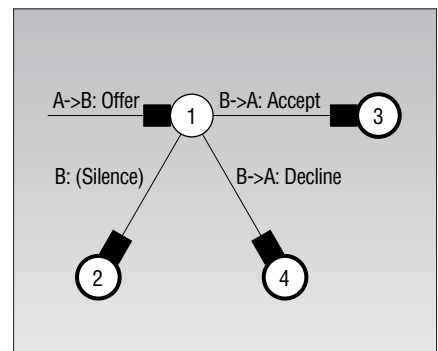 A->B: Offer
1
B->A: Accept
3
B: (Silence)
B->A: Decline
2
4